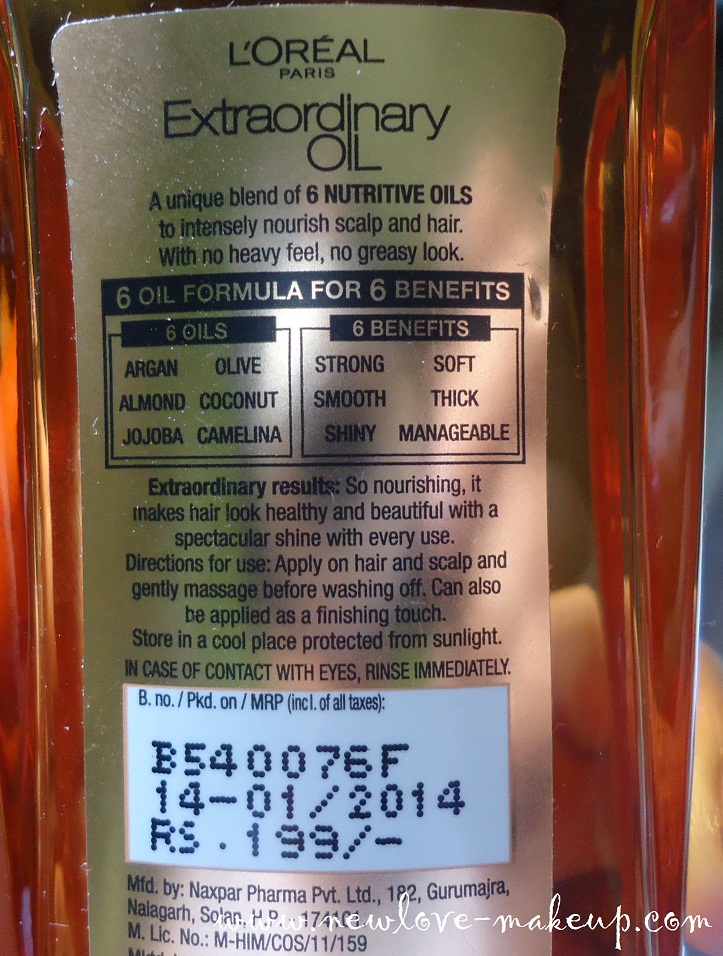 L'ORÉAL
PARIS
Extraordinary
OIL
A unique blend of 6 NUTRITIVE OILS
to intensely nourish scalp and hair.
With no heavy feel, no greasy look.
6 OIL FORMULA FOR 6 BENEFITS
6 OILS
ARGAN OLIVE
ALMOND COCONUT
JOJOBA CAMELINA
6 BENEFITS
STRONG SOFT
SMOOTH THICK
SHINY MANAGEABLE
Extraordinary results: So nourishing, it
makes hair look healthy and beautiful with a
spectacular shine with every use.
Directions for use: Apply on hair and scalp and
gently massage before washing off. Can also
be applied as a finishing touch.
Store in a cool place protected from sunlight.
IN CASE OF CONTACT WITH EYES, RINSE IMMEDIATELY.
B. no. / Pkd. on / MRP (incl. of all taxes):
B540076F
14-01/2014
RS.199/-
Mfd. by: Naxpar Pharma Pvt. Ltd., 182, Gurumajra,
Nalagarh, Solan, H.P.
M. Lic. No.: M-HIM/COS/11/159
www.newlove-makeup.com